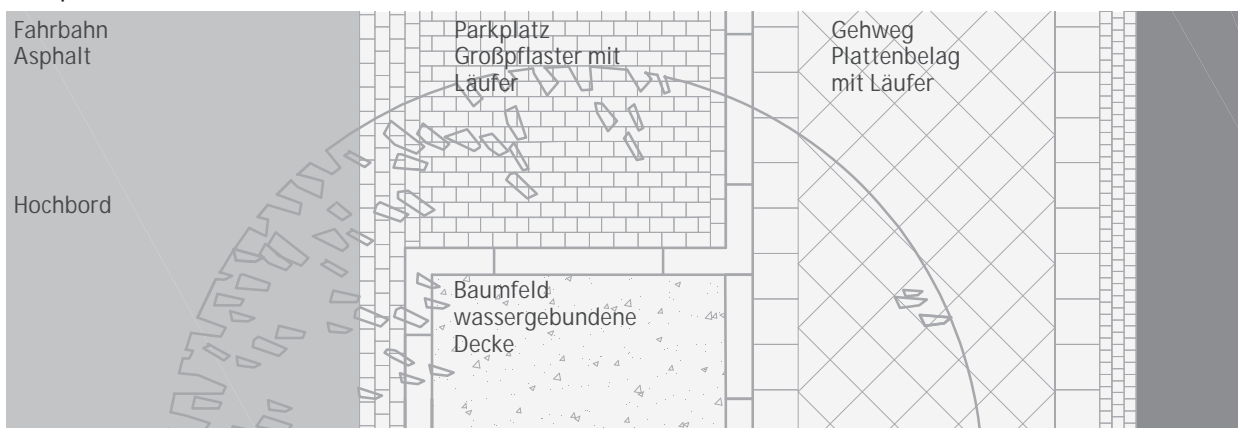 Fahrbahn
Asphalt
Hochbord
Parkplatz
Großpflaster mit
Läufer
Baumfeld
wassergebundene
Decke
Gehweg
Plattenbelag
mit Läufer